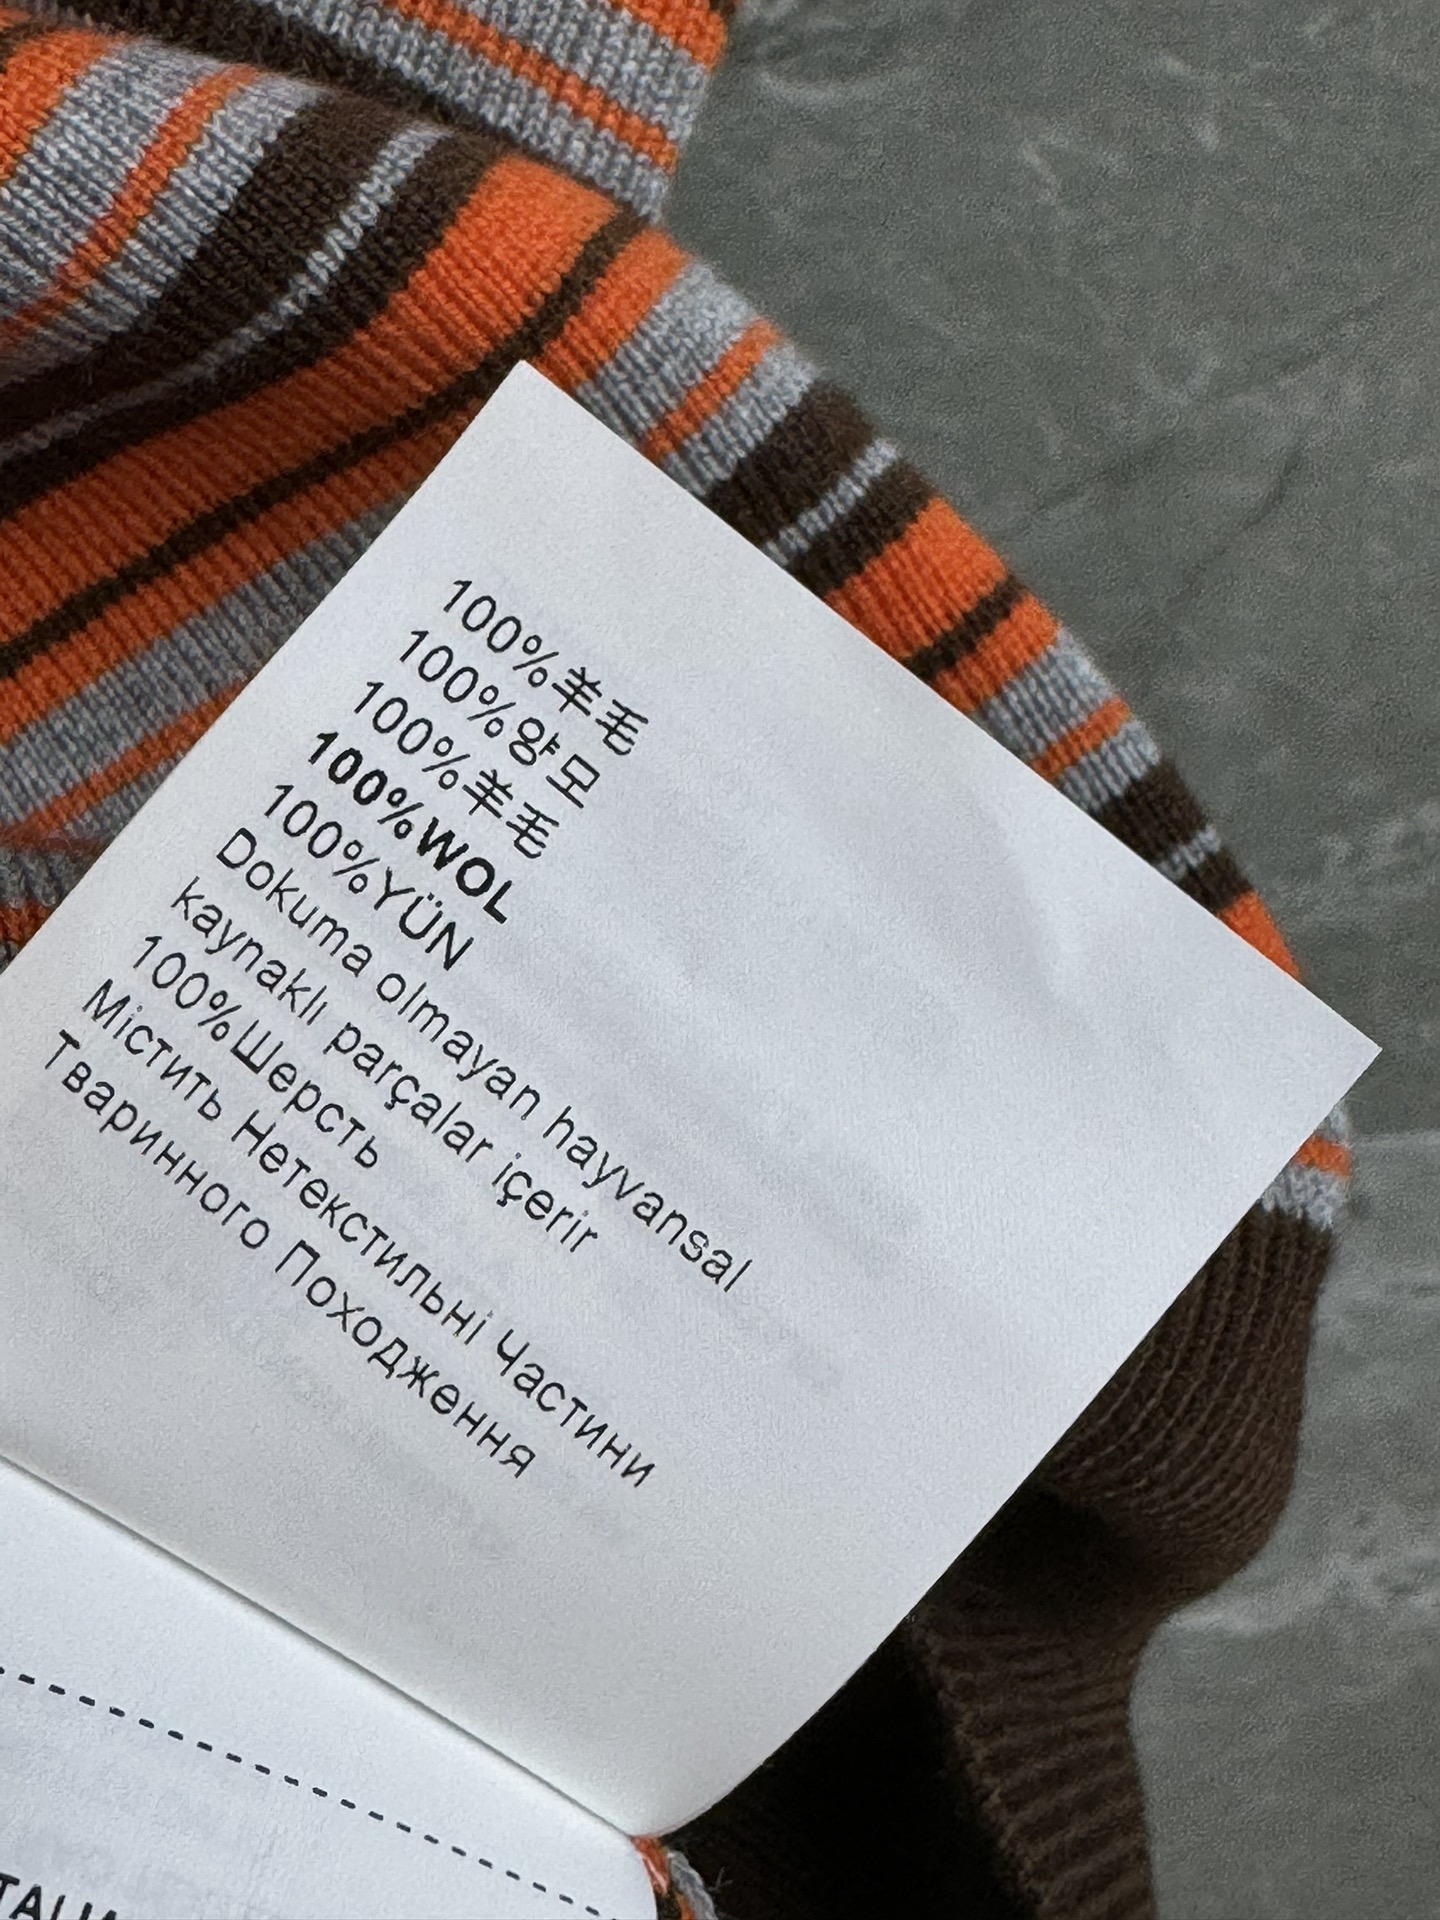 100%羊毛
100%양모
100%羊毛
100%WOL
100%YÜN
Dokuma olmayan hayvansal
kaynaklı parçalar içerir
100%Шерсть
Містить Нетекстильні Частини
Тваринного Походження